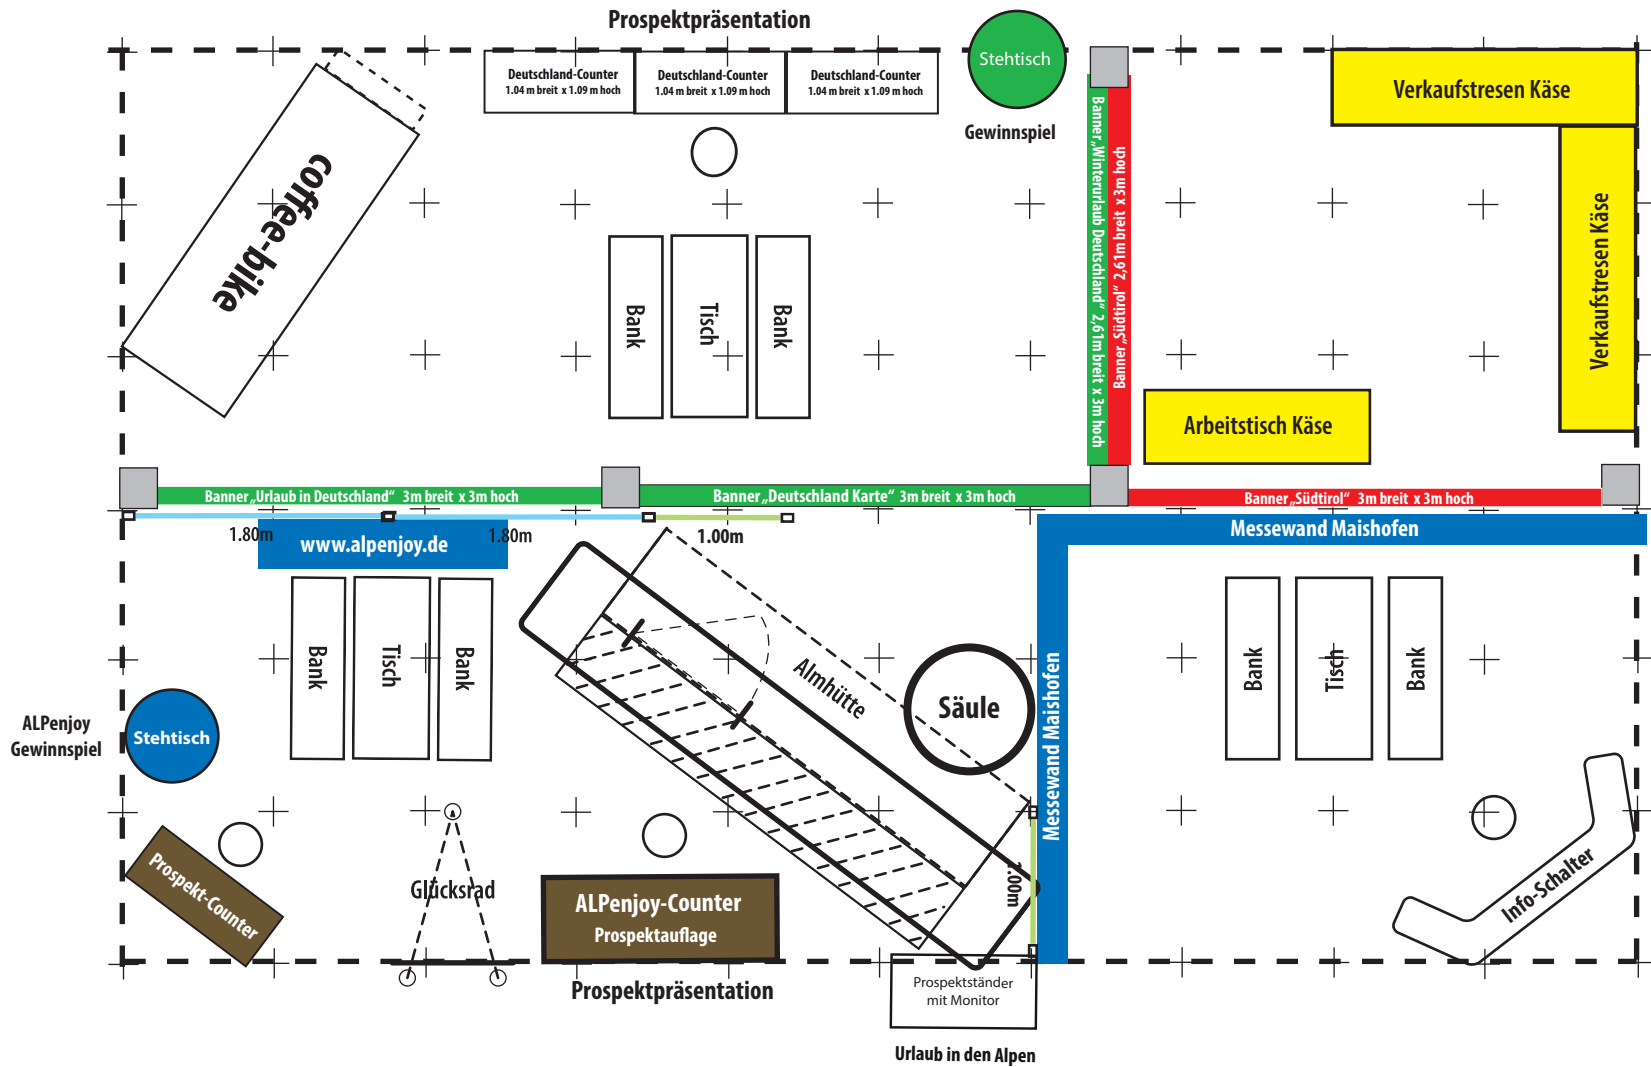 Prospektpräsentation
Stehtisch
Gewinnspiel
Deutschland-Counter
1.04 m breit x 1.09 m hoch
Deutschland-Counter
1.04 m breit x 1.09 m hoch
Deutschland-Counter
1.04 m breit x 1.09 m hoch
coffee-bike
Bank
Tisch
Bank
Banner „Winterurlaub Deutschland“ 2,61m breit x 3m hoch
Banner „Südtirol“ 2,61m breit x 3m hoch
Verkaufstresen Käse
Verkaufstresen Käse
Arbeitstisch Käse
Banner „Urlaub in Deutschland“ 3m breit x 3m hoch
Banner „Deutschland Karte“ 3m breit x 3m hoch
Banner „Südtirol“ 3m breit x 3m hoch
1.80m
www.alpenjoy.de
1.80m
1.00m
Messewand Maishofen
Messewand Maishofen
Bank
Tisch
Bank
Almhütte
Säule
Bank
Tisch
Bank
ALPenjoy
Gewinnspiel
Stehtisch
Prospekt-Counter
Glücksrad
ALPenjoy-Counter
Prospektauflage
Prospektpräsentation
1.00m
Prospektständer
mit Monitor
Urlaub in den Alpen
Info-Schalter